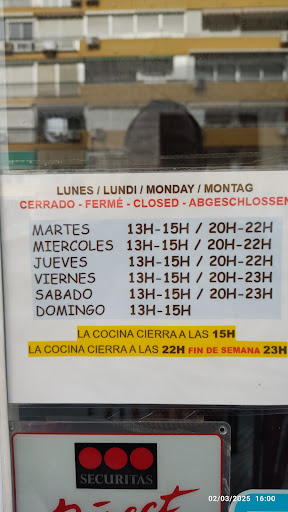 LUNES / LUNDI / MONDAY / MONTAG
CERRADO - FERMÉ - CLOSED - ABGESCHLOSSEN
MARTES 13H-15H / 20H-22H
MIERCOLES 13H-15H / 20H-22H
JUEVES 13H-15H / 20H-22H
VIERNES 13H-15H / 20H-23H
SABADO 13H-15H / 20H-23H
DOMINGO 13H-15H
LA COCINA CIERRA A LAS 15H
LA COCINA CIERRA A LAS 22H FIN DE SEMANA 23H
SECURITAS
Direct
02/03/2025 16:00